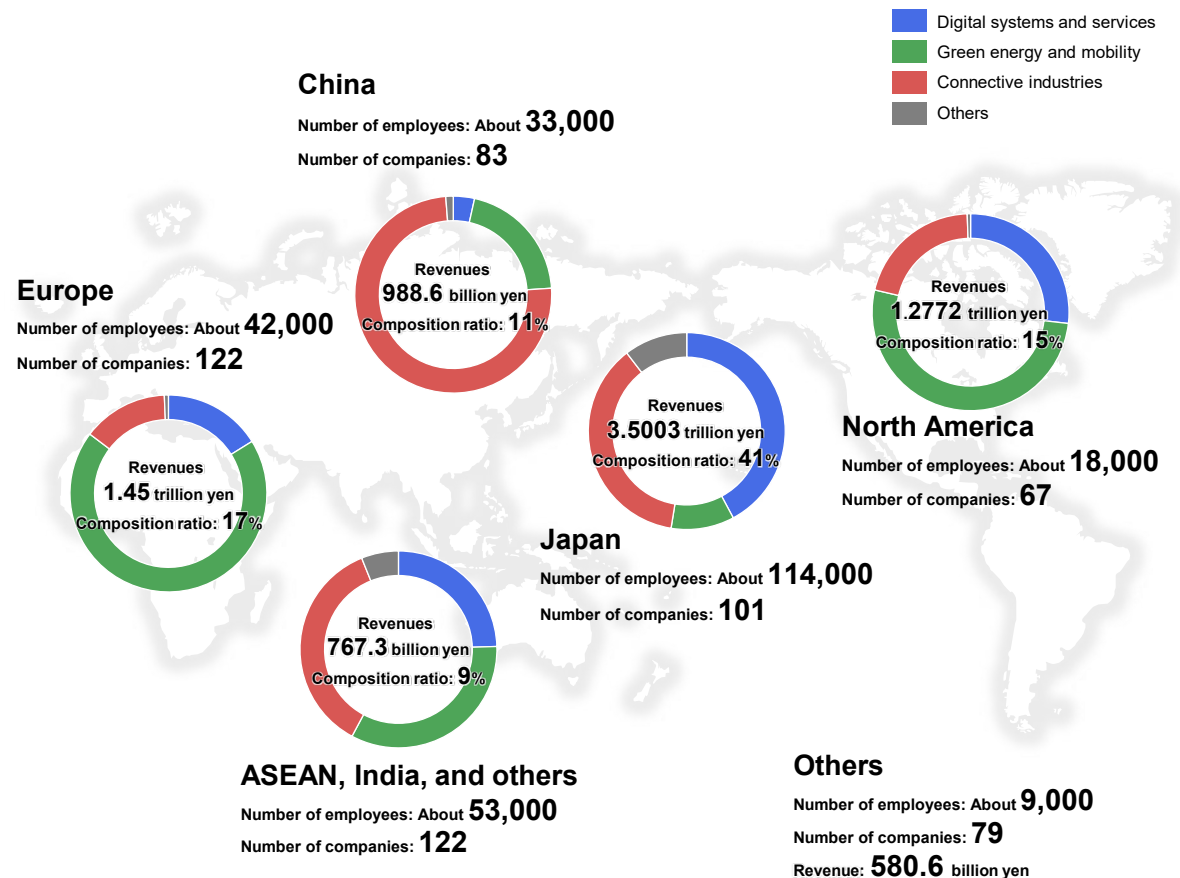 Digital systems and services
Green energy and mobility
Connective industries
Others
China
Number of employees: About 33,000
Number of companies: 83
Revenues
988.6 billion yen
Composition ratio: 11%
Europe
Number of employees: About 42,000
Number of companies: 122
Revenues
1.45 trillion yen
Composition ratio: 17%
Revenues
3.5003 trillion yen
Composition ratio: 41%
Japan
Number of employees: About 114,000
Number of companies: 101
Revenues
1.2772 trillion yen
Composition ratio: 15%
North America
Number of employees: About 18,000
Number of companies: 67
Revenues
767.3 billion yen
Composition ratio: 9%
ASEAN, India, and others
Number of employees: About 53,000
Number of companies: 122
Others
Number of employees: About 9,000
Number of companies: 79
Revenue: 580.6 billion yen